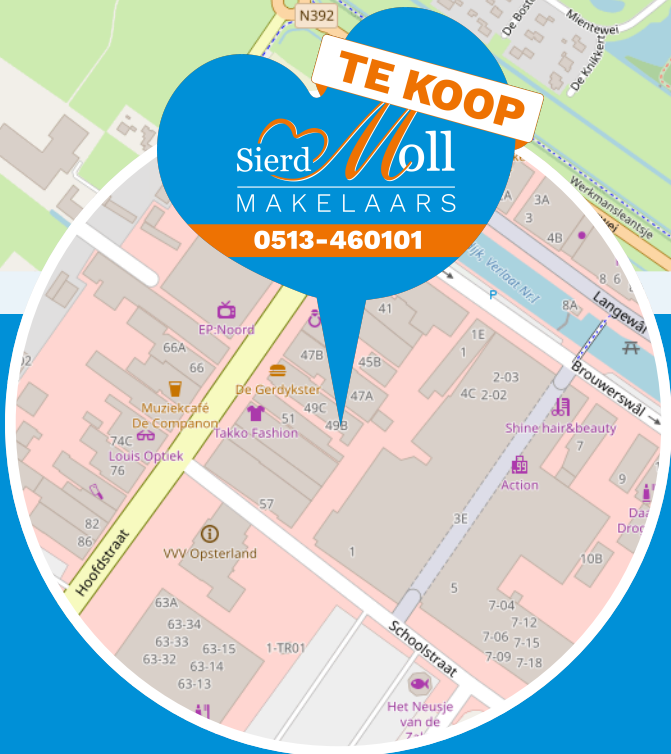 N392
De Bosk
Mientewei
De Knikkert
TE KOOP
Sierd Moll
MAKELAARS
0513-460101
Werkmansleantsje
wei
3A
3
4B
8 6
Langewâl
8A
P
EP:Noord
41
1E
1
66A
66
47B
45B
De Gerdykster
47A
49C
51
49B
Muziekcafé
De Companon
Takko Fashion
2-03
4C 2-02
Brouwerswâl
Shine hair&beauty
7
74C
Louis Optiek
76
Action
9
57
82
86
3E
VVV Opsterland
1
10B
Hoofdstraat
5
63A
63-34
63-33
63-15
63-32
63-14
63-13
1-TR01
Schoolstraat
7-04
7-12
7-06
7-15
7-09
7-18
Het Neusje
van de